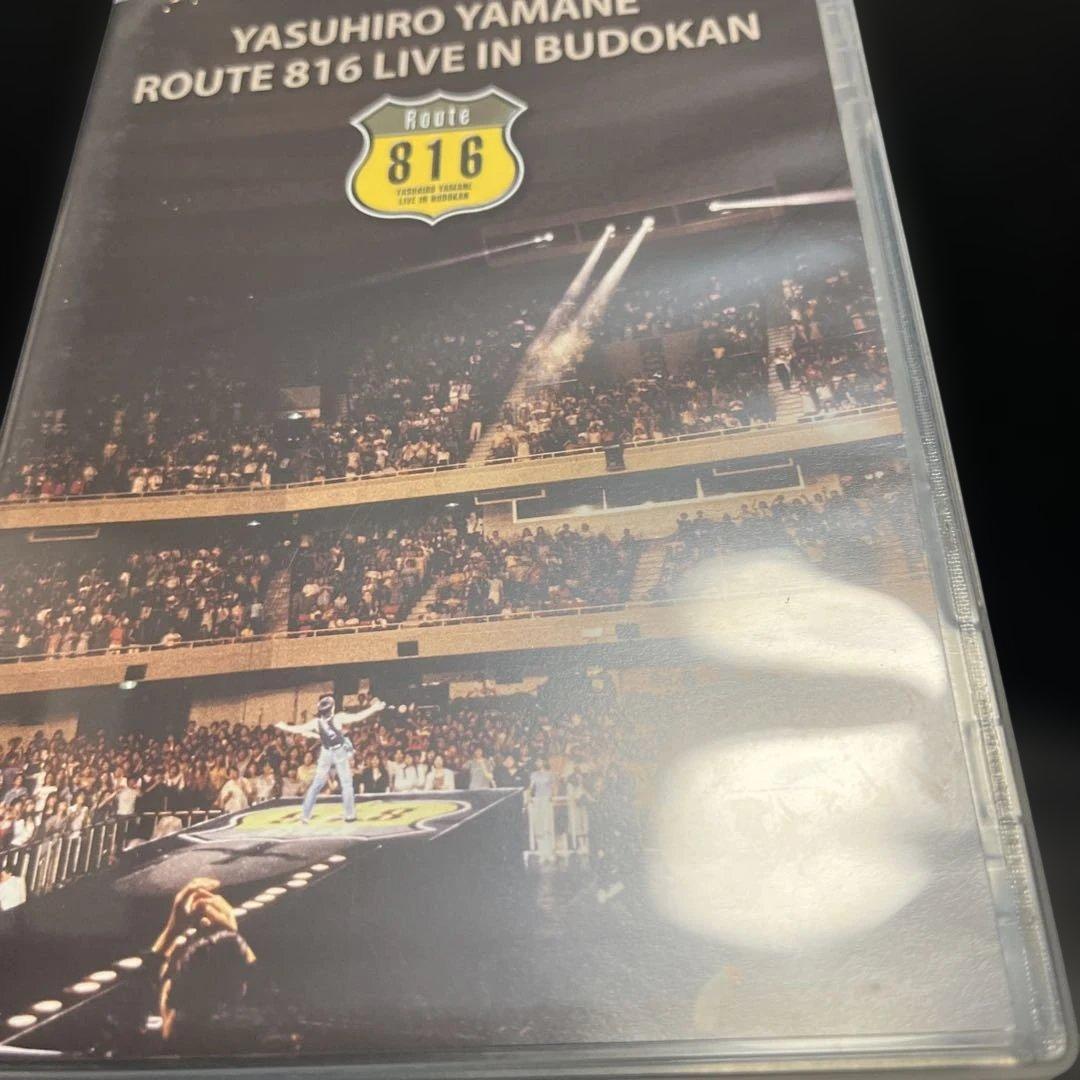 YASUHIRO YAMANE
ROUTE 816 LIVE IN BUDOKAN
Route
816
YASUHIRO YAMANE
LIVE IN BUDOKAN